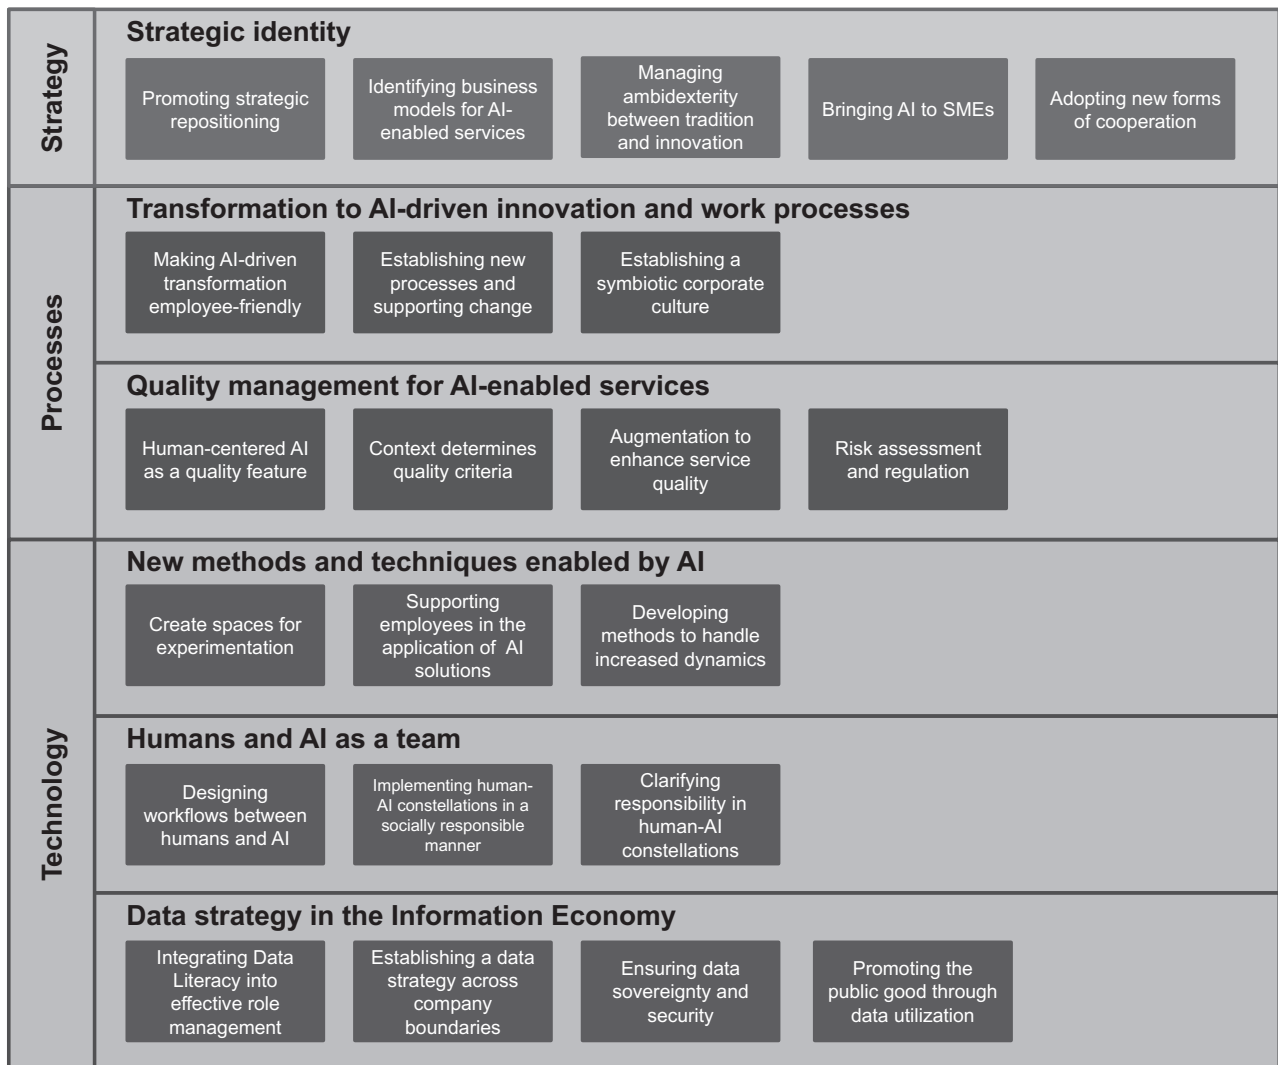 Strategy
Strategic identity
Promoting strategic
repositioning
Identifying business
models for AI-
enabled services
Managing
ambidexterity
between tradition
and innovation
Bringing AI to SMEs
Adopting new forms
of cooperation
Processes
Transformation to AI-driven innovation and work processes
Making AI-driven
transformation
employee-friendly
Establishing new
processes and
supporting change
Establishing a
symbiotic corporate
culture
Quality management for AI-enabled services
Human-centered AI
as a quality feature
Context determines
quality criteria
Augmentation to
enhance service
quality
Risk assessment
and regulation
Technology
New methods and techniques enabled by AI
Create spaces for
experimentation
Supporting
employees in the
application of AI
solutions
Developing
methods to handle
increased dynamics
Humans and AI as a team
Designing
workflows between
humans and AI
Implementing human-
AI constellations in a
socially responsible
manner
Clarifying
responsibility in
human-AI
constellations
Data strategy in the Information Economy
Integrating Data
Literacy into
effective role
management
Establishing a data
strategy across
company
boundaries
Ensuring data
sovereignty and
security
Promoting the
public good through
data utilization